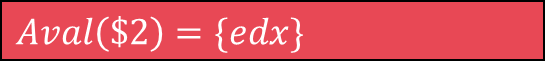 Aval($2) = {edx}